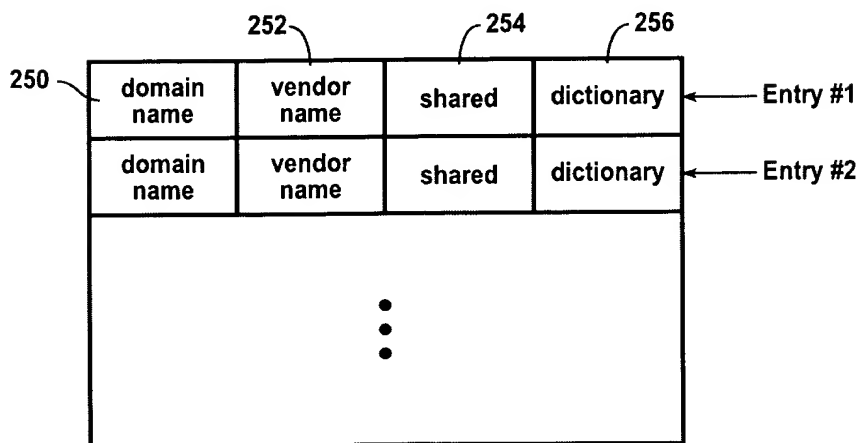 252 254 256
250 domain name vendor name shared dictionary Entry #1
domain name vendor name shared dictionary Entry #2